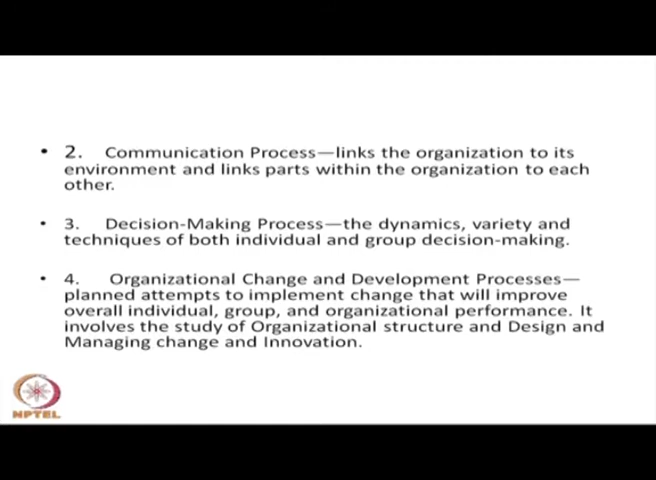 • 2. Communication Process—links the organization to its
environment and links parts within the organization to each
other.
• 3. Decision-Making Process—the dynamics, variety and
techniques of both individual and group decision-making.
• 4. Organizational Change and Development Processes—
planned attempts to implement change that will improve
overall individual, group, and organizational performance. It
involves the study of Organizational structure and Design and
Managing change and Innovation.
NPTEL